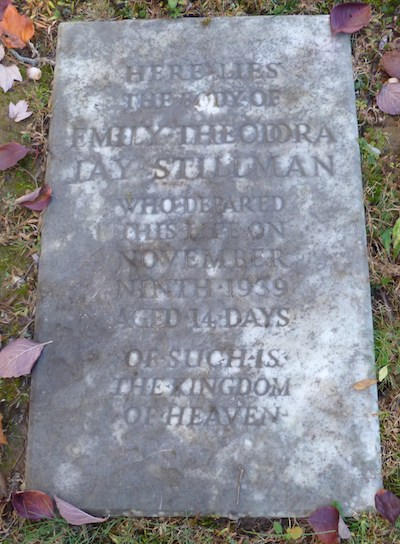 HERE·LIES
THE·BODY·OF
EMILY·THEODORA
JAY·STILLMAN
WHO·DEPARTED
THIS·LIFE·ON
NOVEMBER
NINTH·1939
AGED·14·DAYS
OF·SUCH·IS
THE·KINGDOM
OF·HEAVEN